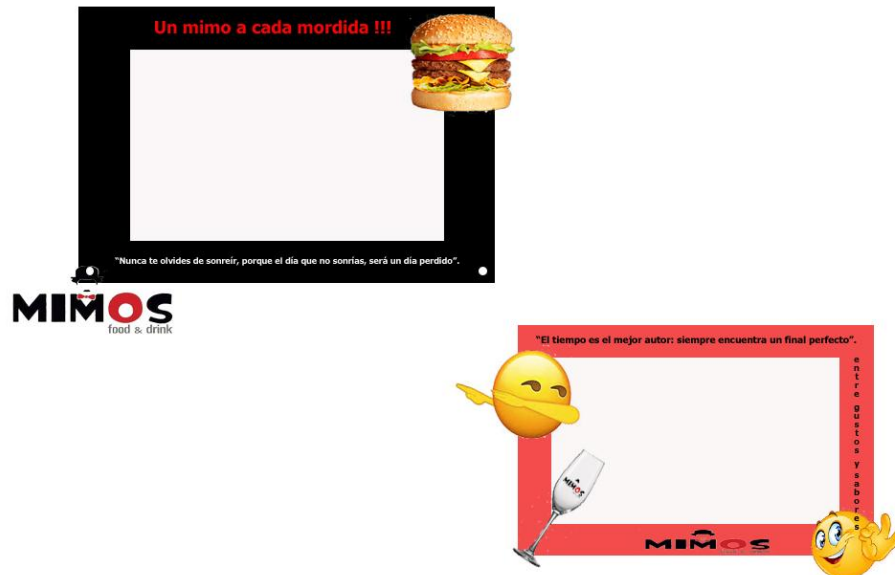 Un mimo a cada mordida !!!
“Nunca te olvides de sonreír, porque el día que no sonrías, será un día perdido”.
MIMOS
food & drink
“El tiempo es el mejor autor: siempre encuentra un final perfecto”.
entre gustos y sabores
MIMOS
MIMOS